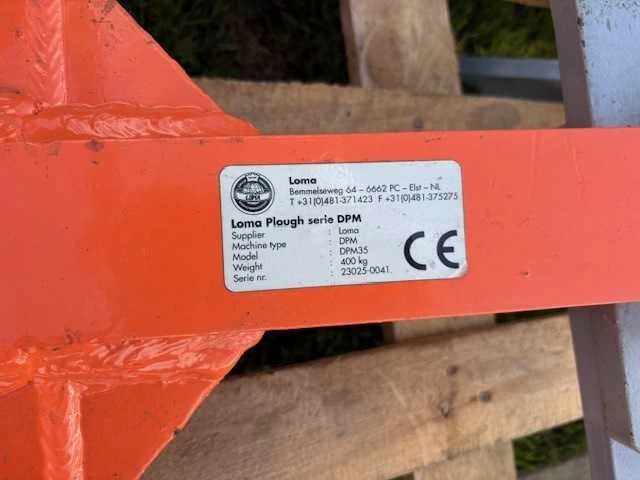 LOMA
Loma
Bemmelseweg 64 – 6662 PC – Elst – NL
T +31(0)481-371423 F +31(0)481-375275
Loma Plough serie DPM
Supplier : Loma
Machine type : DPM
Model : DPM35
Weight : 400 kg
Serie nr. : 23025-0041.
CE